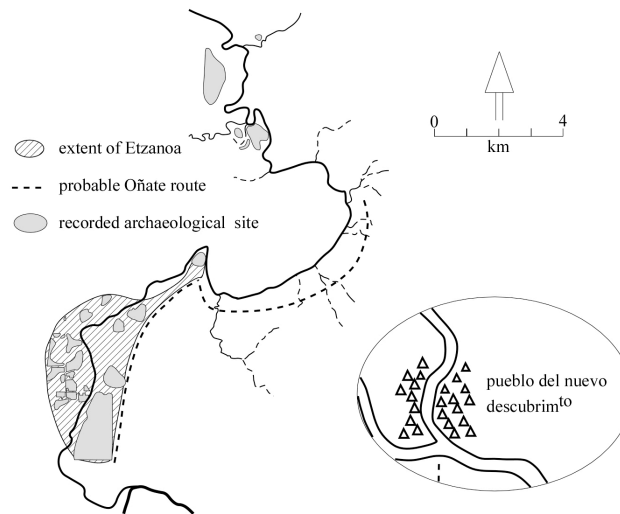 0 4
km
extent of Etzanoa
probable Oñate route
recorded archaeological site
pueblo del nuevo
descubrimto